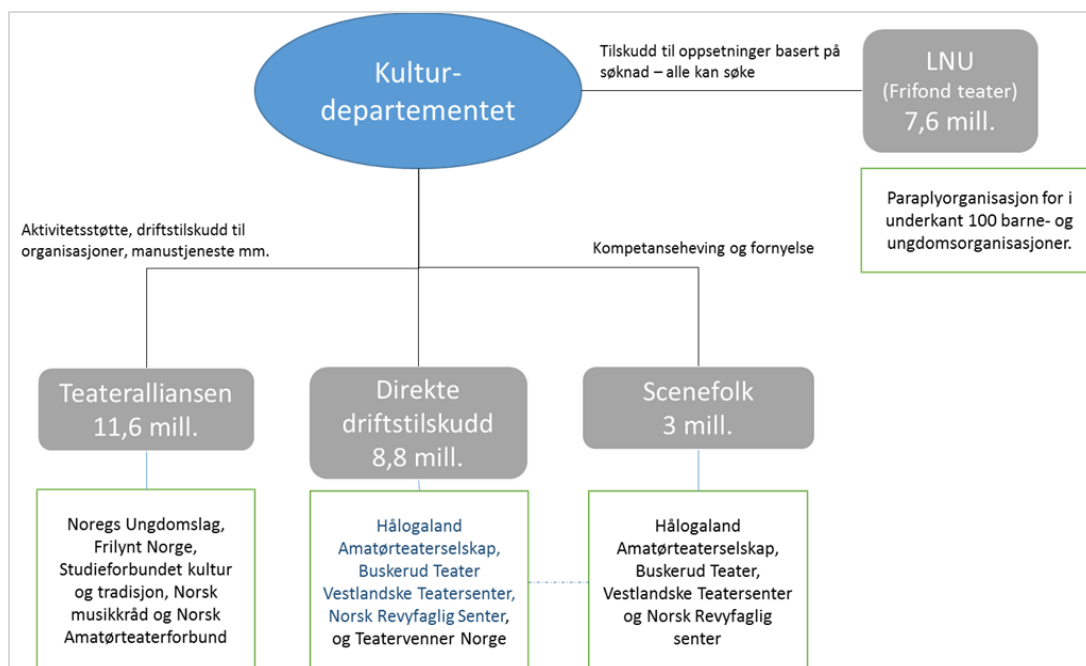 Kultur-
departementet
Tilskudd til oppsetninger basert på
søknad – alle kan søke
LNU
(Frifond teater)
7,6 mill.
Paraplyorganisasjon for i
underkant 100 barne- og
ungdomsorganisasjoner.
Aktivitetsstøtte, driftstilskudd til
organisasjoner, manustjeneste mm.
Kompetanseheving og fornyelse
Teateralliansen
11,6 mill.
Direkte
driftstilskudd
8,8 mill.
Scenefolk
3 mill.
Noregs Ungdomslag,
Frilynt Norge,
Studieforbundet kultur
og tradisjon, Norsk
musikkråd og Norsk
Amatørteaterforbund
Hålogaland
Amatørteaterselskap,
Buskerud Teater
Vestlandske Teatersenter,
Norsk Revyfaglig Senter,
og Teatervenner Norge
Hålogaland
Amatørteaterselskap,
Buskerud Teater,
Vestlandske Teatersenter
og Norsk Revyfaglig
senter